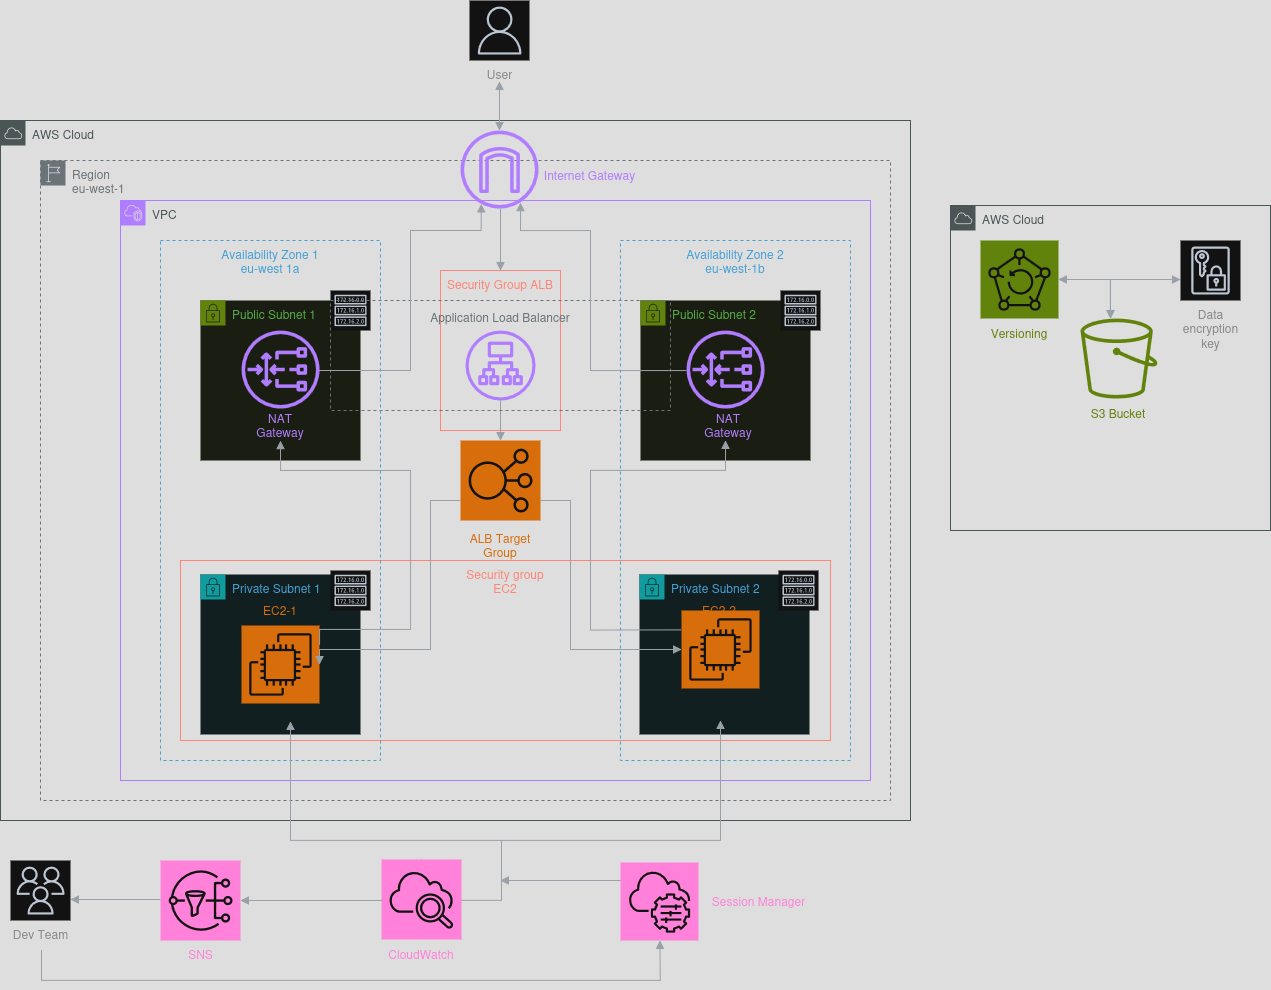 User
AWS Cloud
Internet Gateway
Region
eu-west-1
VPC
Availability Zone 1
eu-west 1a
Availability Zone 2
eu-west-1b
Security Group ALB
Public Subnet 1
172.16.0.0
172.16.1.0
172.16.2.0
Application Load Balancer
Public Subnet 2
172.16.0.0
172.16.1.0
172.16.2.0
NAT
Gateway
NAT
Gateway
ALB Target
Group
Security group
EC2
Private Subnet 1
172.16.0.0
172.16.1.0
172.16.2.0
EC2-1
Private Subnet 2
172.16.0.0
172.16.1.0
172.16.2.0
AWS Cloud
Versioning
Data
encryption
key
S3 Bucket
Dev Team
SNS
CloudWatch
Session Manager